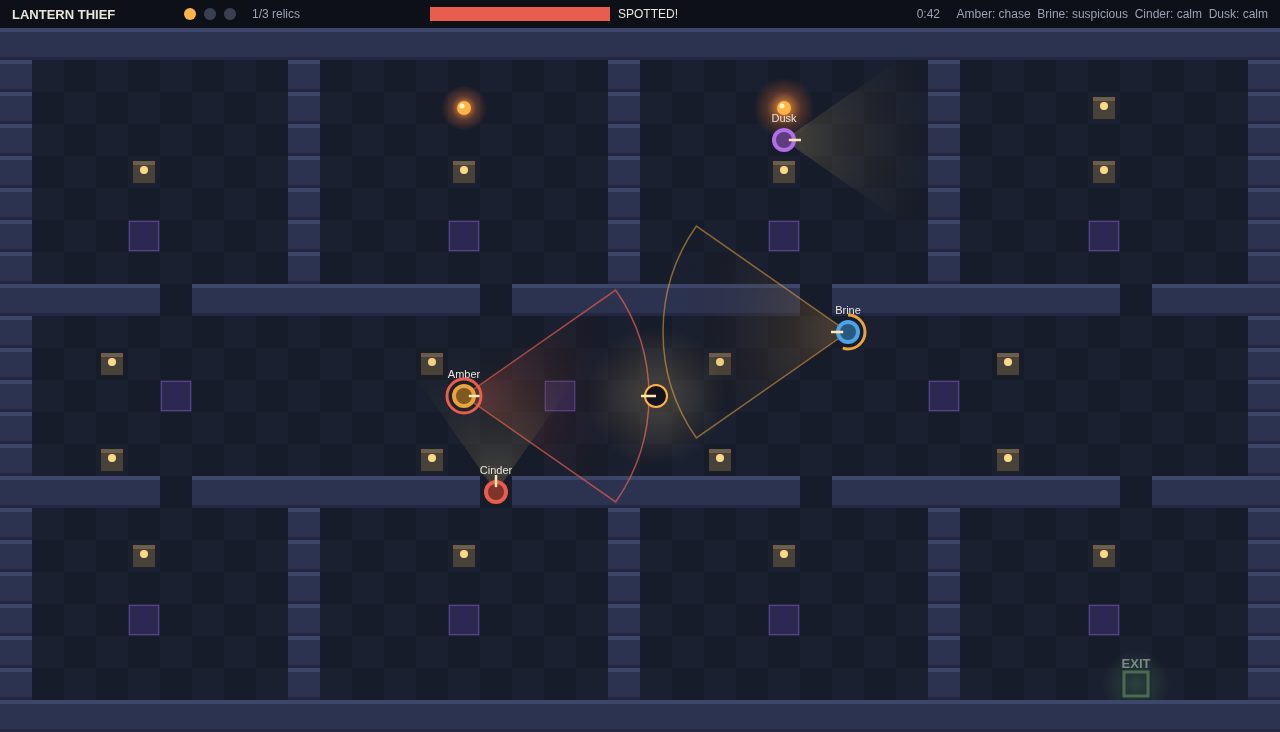 LANTERN THIEF 1/3 relics SPOTTED! 0:42 Amber: chase Brine: suspicious Cinder: calm Dusk: calm
Dusk
Brine
Amber
Cinder
EXIT